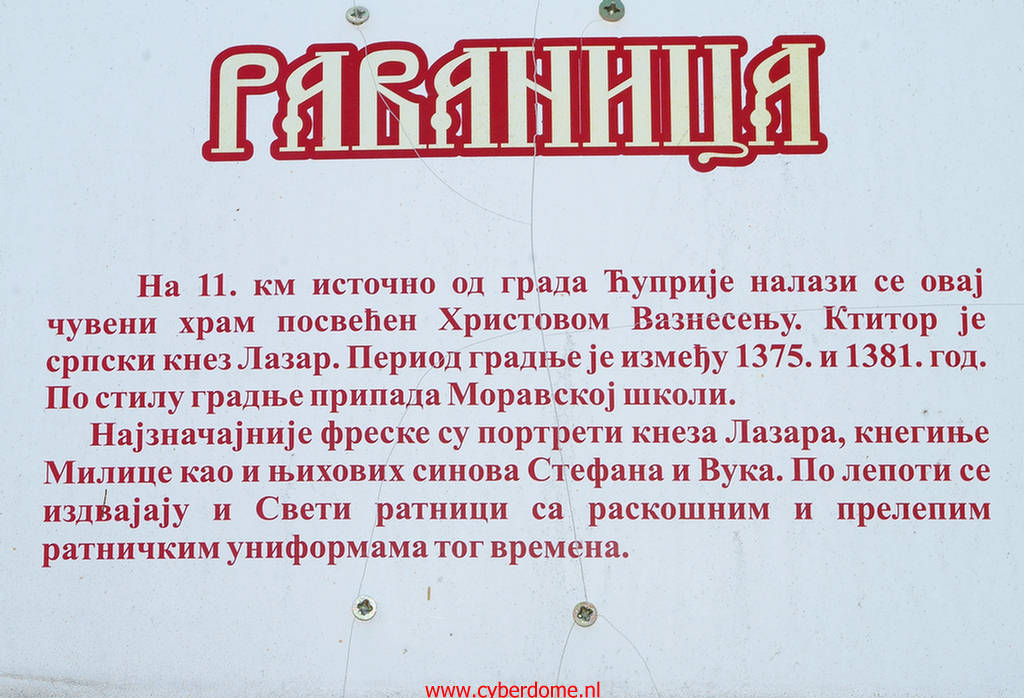 РАВАНИЦА
На 11. км источно од града Ћуприје налази се овај
чувени храм посвећен Христовом Вазнесењу. Ктитор је
српски кнез Лазар. Период градње је између 1375. и 1381. год.
По стилу градње припада Моравској школи.
Најзначајније фреске су портрети кнеза Лазара, кнегиње
Милице као и њихових синова Стефана и Вука. По лепоти се
издвајају и Свети ратници са раскошним и прелепим
ратничким униформама тог времена.
www.cyberdome.nl